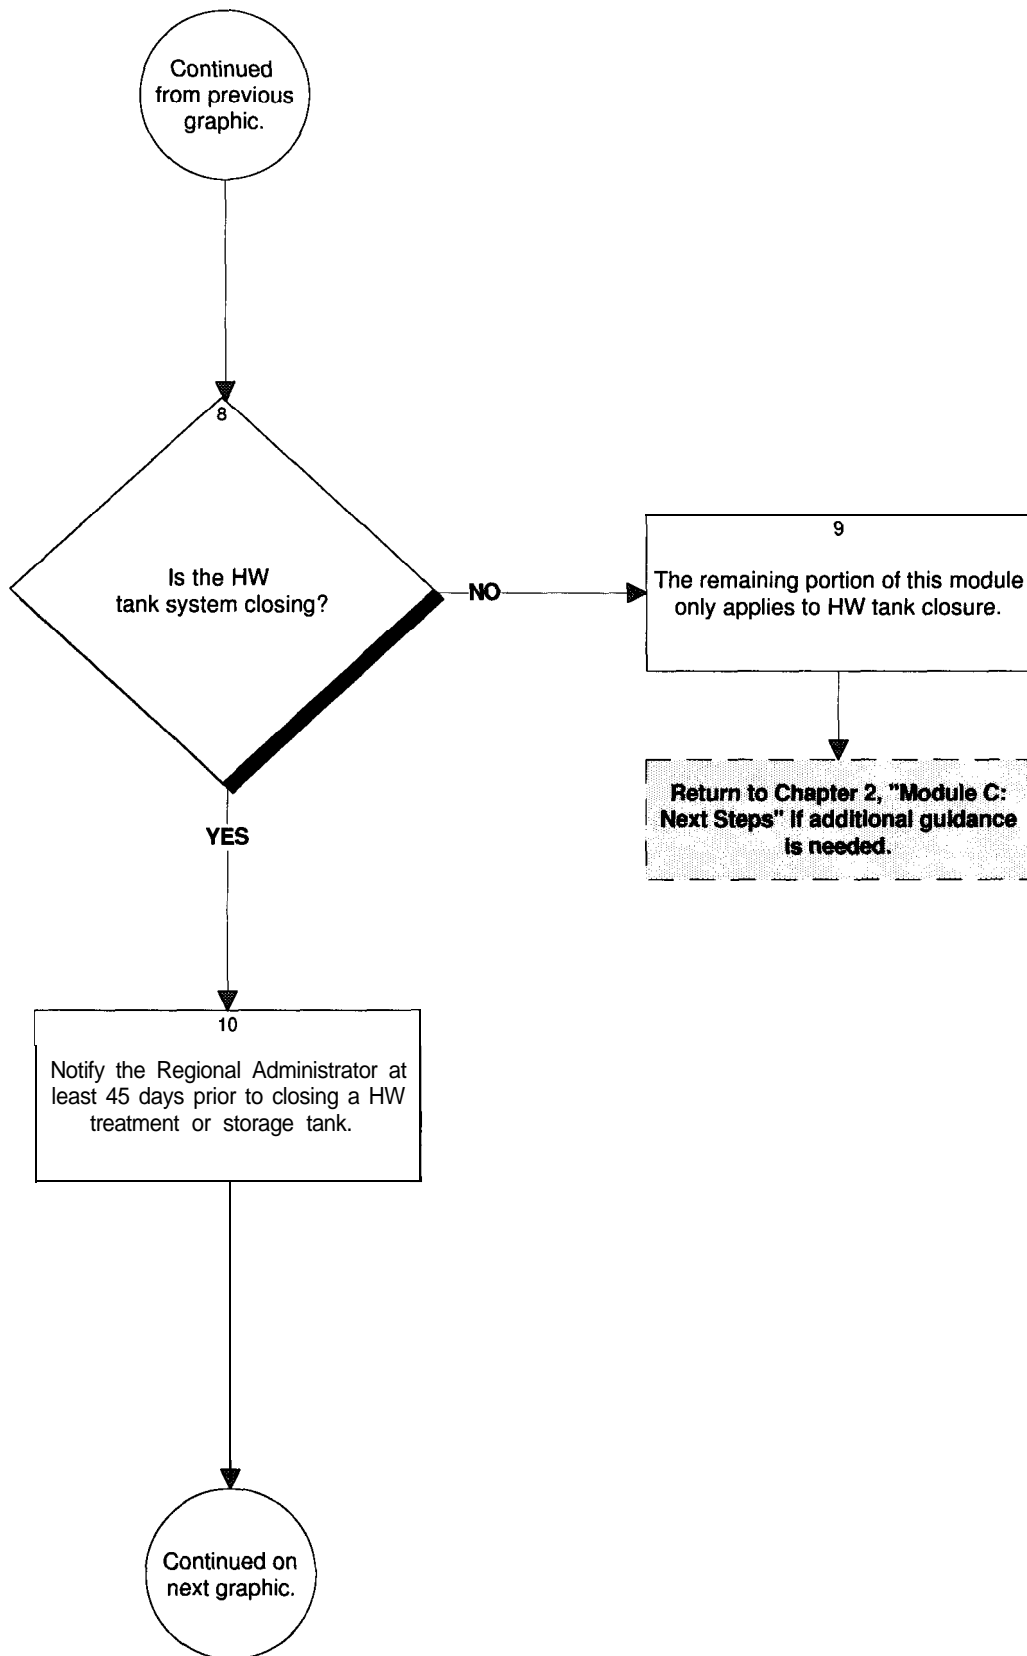 Continued
from previous
graphic.
8
Is the HW
tank system closing?
NO
9
The remaining portion of this module
only applies to HW tank closure.
Return to Chapter 2, "Module C:
Next Steps" if additional guidance
is needed.
YES
10
Notify the Regional Administrator at
least 45 days prior to closing a HW
treatment or storage tank.
Continued on
next graphic.